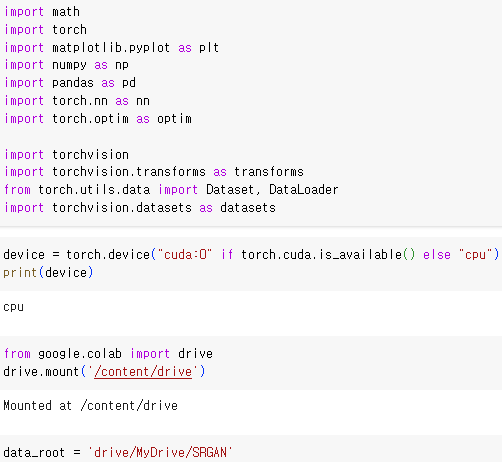 import math
import torch
import matplotlib.pyplot as plt
import numpy as np
import pandas as pd
import torch.nn as nn
import torch.optim as optim
import torchvision
import torchvision.transforms as transforms
from torch.utils.data import Dataset, DataLoader
import torchvision.datasets as datasets
device = torch.device("cuda:0" if torch.cuda.is_available() else "cpu")
print(device)
cpu
from google.colab import drive
drive.mount('/content/drive')
Mounted at /content/drive
data_root = 'drive/MyDrive/SRGAN'